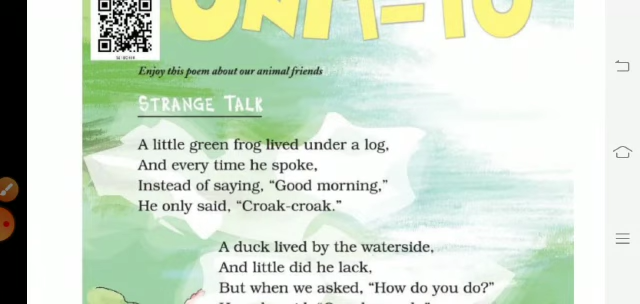 UNIT-10
Enjoy this poem about our animal friends
STRANGE TALK
A little green frog lived under a log,
And every time he spoke,
Instead of saying, “Good morning,”
He only said, “Croak-croak.”
A duck lived by the waterside,
And little did he lack,
But when we asked, “How do you do?”